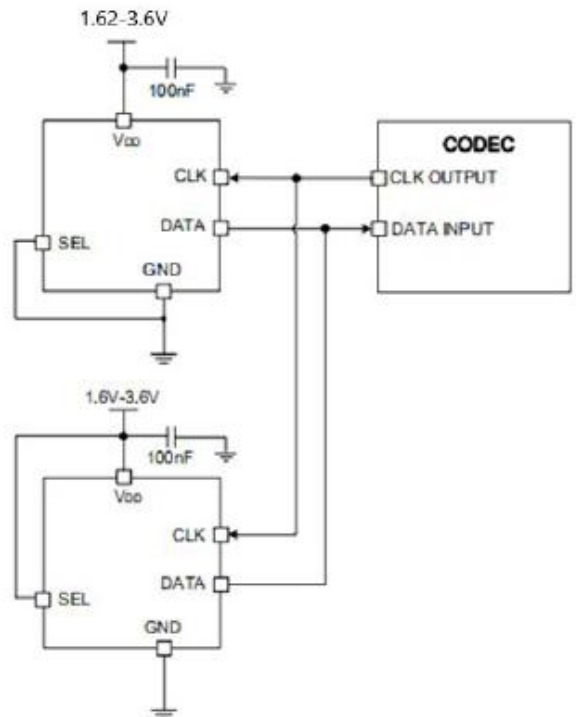 1.62-3.6V
100nF
VDD
CODEC
CLK
CLK OUTPUT
DATA
DATA INPUT
SEL
GND
1.6V-3.6V
100nF
VDD
CLK
DATA
SEL
GND